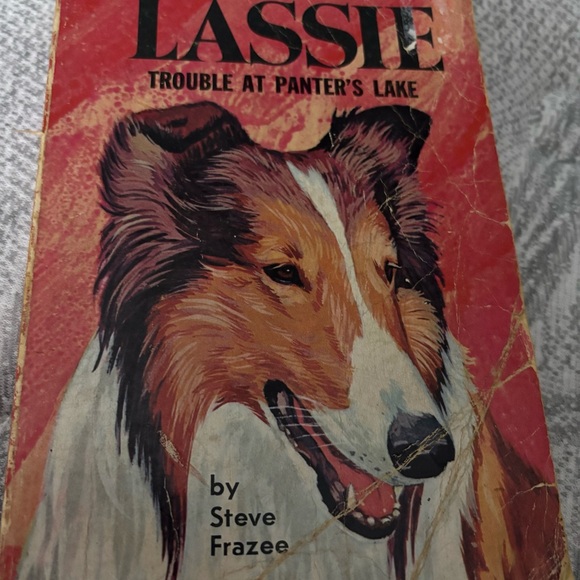 LASSIE
TROUBLE AT PANTER'S LAKE
by
Steve
Frazee